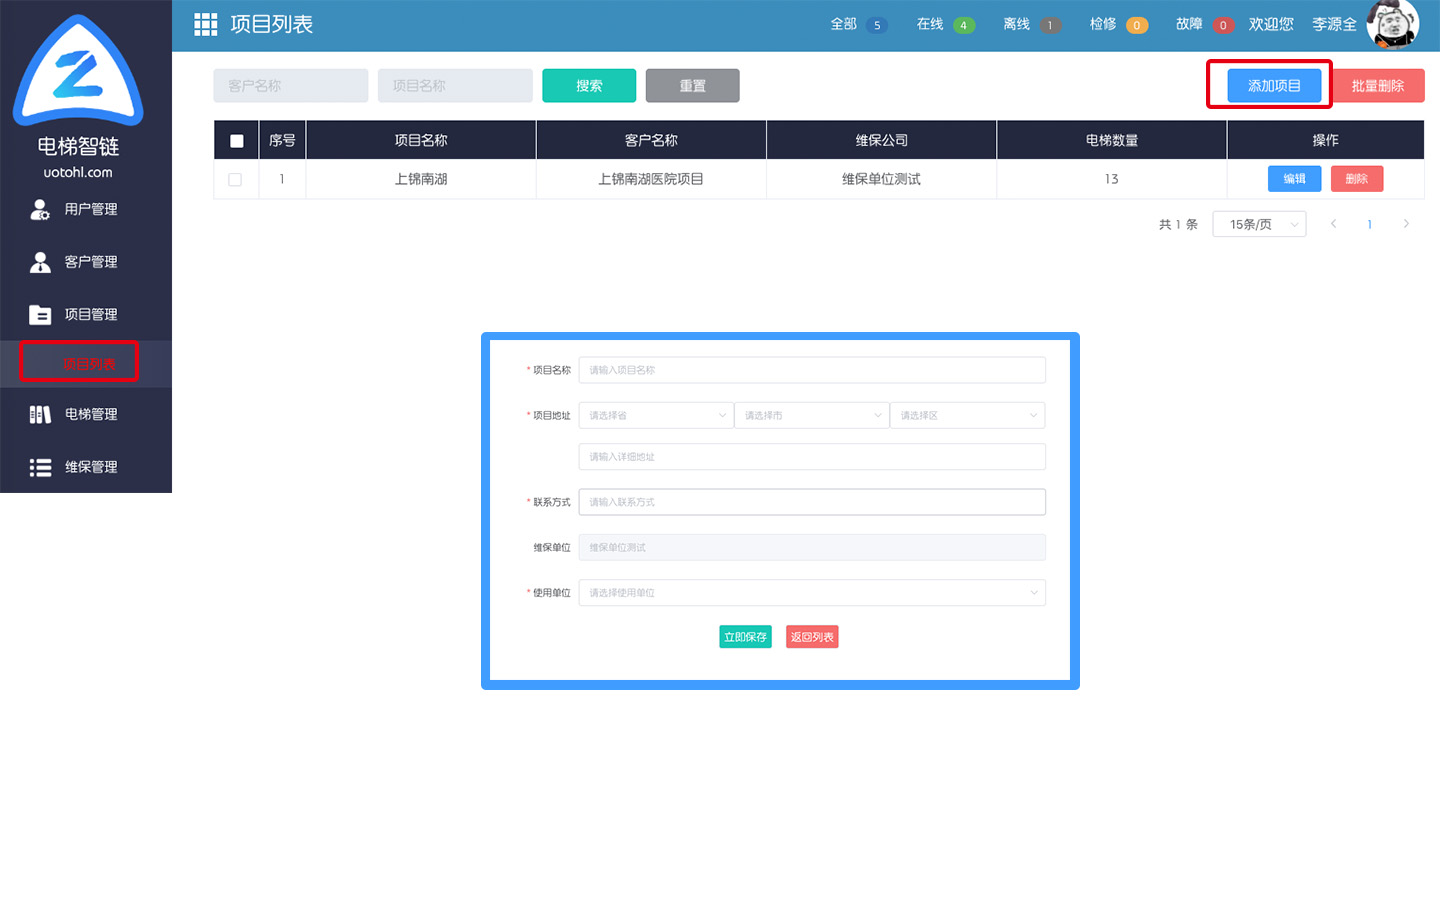 电梯智链
uotohl.com
用户管理
客户管理
项目管理
项目列表
电梯管理
维保管理
项目列表
全部 5 在线 4 离线 1 检修 0 故障 0 欢迎您 李源全
客户名称 项目名称 搜索 重置 添加项目 批量删除
序号 项目名称 客户名称 维保公司 电梯数量 操作
1 上锦南湖 上锦南湖医院项目 维保单位测试 13 编辑 删除
共 1 条 15条/页 1
* 项目名称 请输入项目名称
* 项目地址 请选择省 请选择市 请选择区
请输入详细地址
* 联系方式 请输入联系方式
维保单位 维保单位测试
* 使用单位 请选择使用单位
立即保存 返回列表